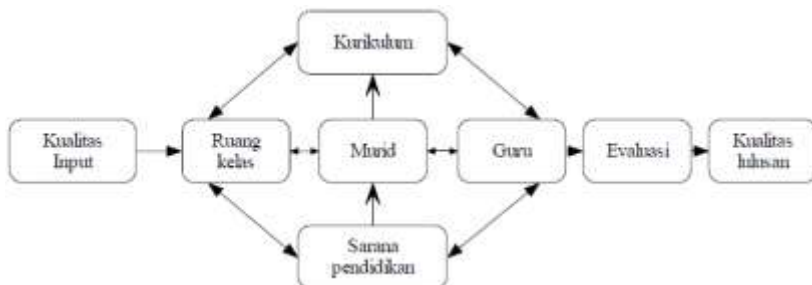 Kurikulum
Kualitas
Input
Ruang
kelas
Murid
Guru
Evaluasi
Kualitas
lulusan
Sarana
pendidikan